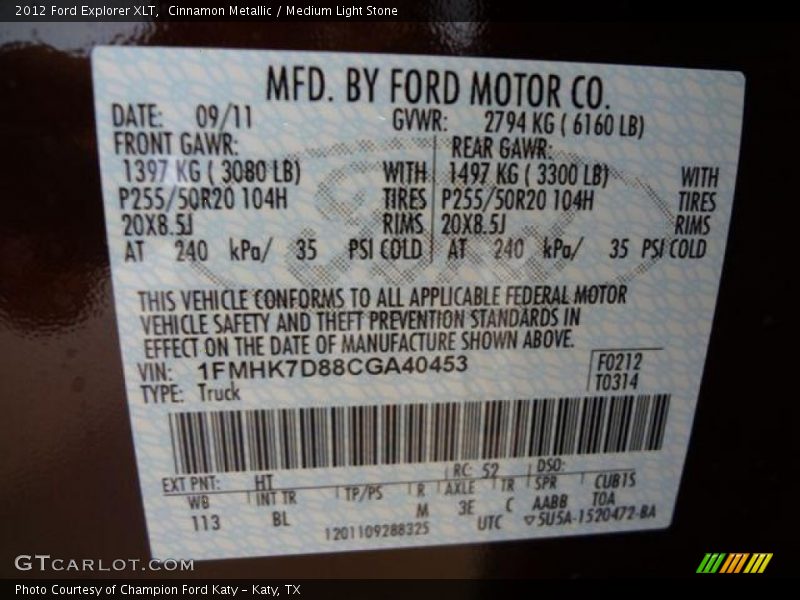 2012 Ford Explorer XLT,  Cinnamon Metallic / Medium Light Stone
MFD. BY FORD MOTOR CO.
DATE: 09/11 GVWR: 2794 KG ( 6160 LB)
FRONT GAWR: REAR GAWR:
1397 KG ( 3080 LB) WITH 1497 KG ( 3300 LB) WITH
P255/50R20 104H TIRES P255/50R20 104H TIRES
20X8.5J RIMS 20X8.5J RIMS
AT 240 kPa/ 35 PSI COLD AT 240 kPa/ 35 PSI COLD
THIS VEHICLE CONFORMS TO ALL APPLICABLE FEDERAL MOTOR
VEHICLE SAFETY AND THEFT PREVENTION STANDARDS IN
EFFECT ON THE DATE OF MANUFACTURE SHOWN ABOVE.
VIN: 1FMHK7D88CGA40453 F0212
TYPE: Truck T0314
EXT PNT: HT RC: 52 DSO:
WB INT TR TP/PS R AXLE TR SPR CUB1S
113 BL M 3E C AABB TOA
1201109288325 UTC ▽5U5A-1520472-BA
GTCARLOT.COM
Photo Courtesy of Champion Ford Katy - Katy, TX